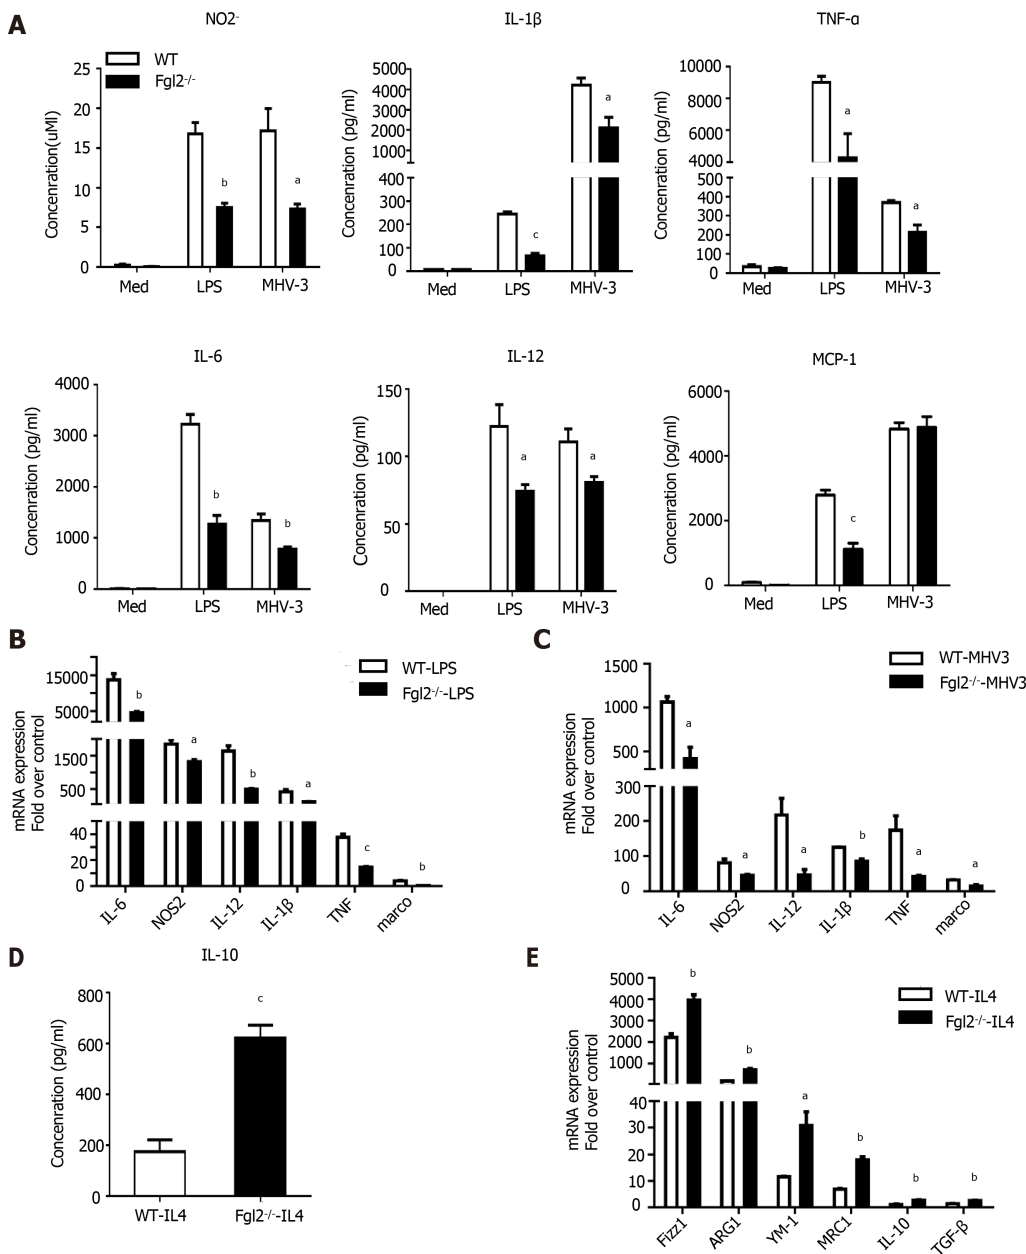 A
NO2-
WT
Fgl2-/-
Concenration(uMl)
25
20
15
10
5
0
b
a
Med
LPS
MHV-3
IL-1β
Concenration (pg/ml)
5000
4000
3000
2000
1000
400
300
200
100
0
c
a
Med
LPS
MHV-3
TNF-α
Concenration (pg/ml)
10000
8000
6000
4000
500
400
300
200
100
0
a
a
Med
LPS
MHV-3
IL-6
Concenration (pg/ml)
4000
3000
2000
1000
0
b
b
Med
LPS
MHV-3
IL-12
Concenration (pg/ml)
150
100
50
0
a
a
Med
LPS
MHV-3
MCP-1
Concenration (pg/ml)
6000
4000
2000
0
c
Med
LPS
MHV-3
B
WT-LPS
Fgl2-/--LPS
mRNA expression
Fold over control
15000
5000
1500
500
40
20
0
b
a
b
a
c
b
IL-6
NOS2
IL-12
IL-1β
TNF
marco
C
WT-MHV3
Fgl2-/--MHV3
mRNA expression
Fold over control
1500
1000
500
300
200
100
0
a
a
a
b
a
a
IL-6
NOS2
IL-12
IL-1β
TNF
marco
D
IL-10
Concenration (pg/ml)
800
600
400
200
0
c
WT-IL4
Fgl2-/--IL4
E
WT-IL4
Fgl2-/--IL4
mRNA expression
Fold over control
5000
4000
3000
2000
1000
40
30
20
10
0
b
b
a
b
b
b
Fizz1
ARG1
YM-1
MRC1
IL-10
TGF-β